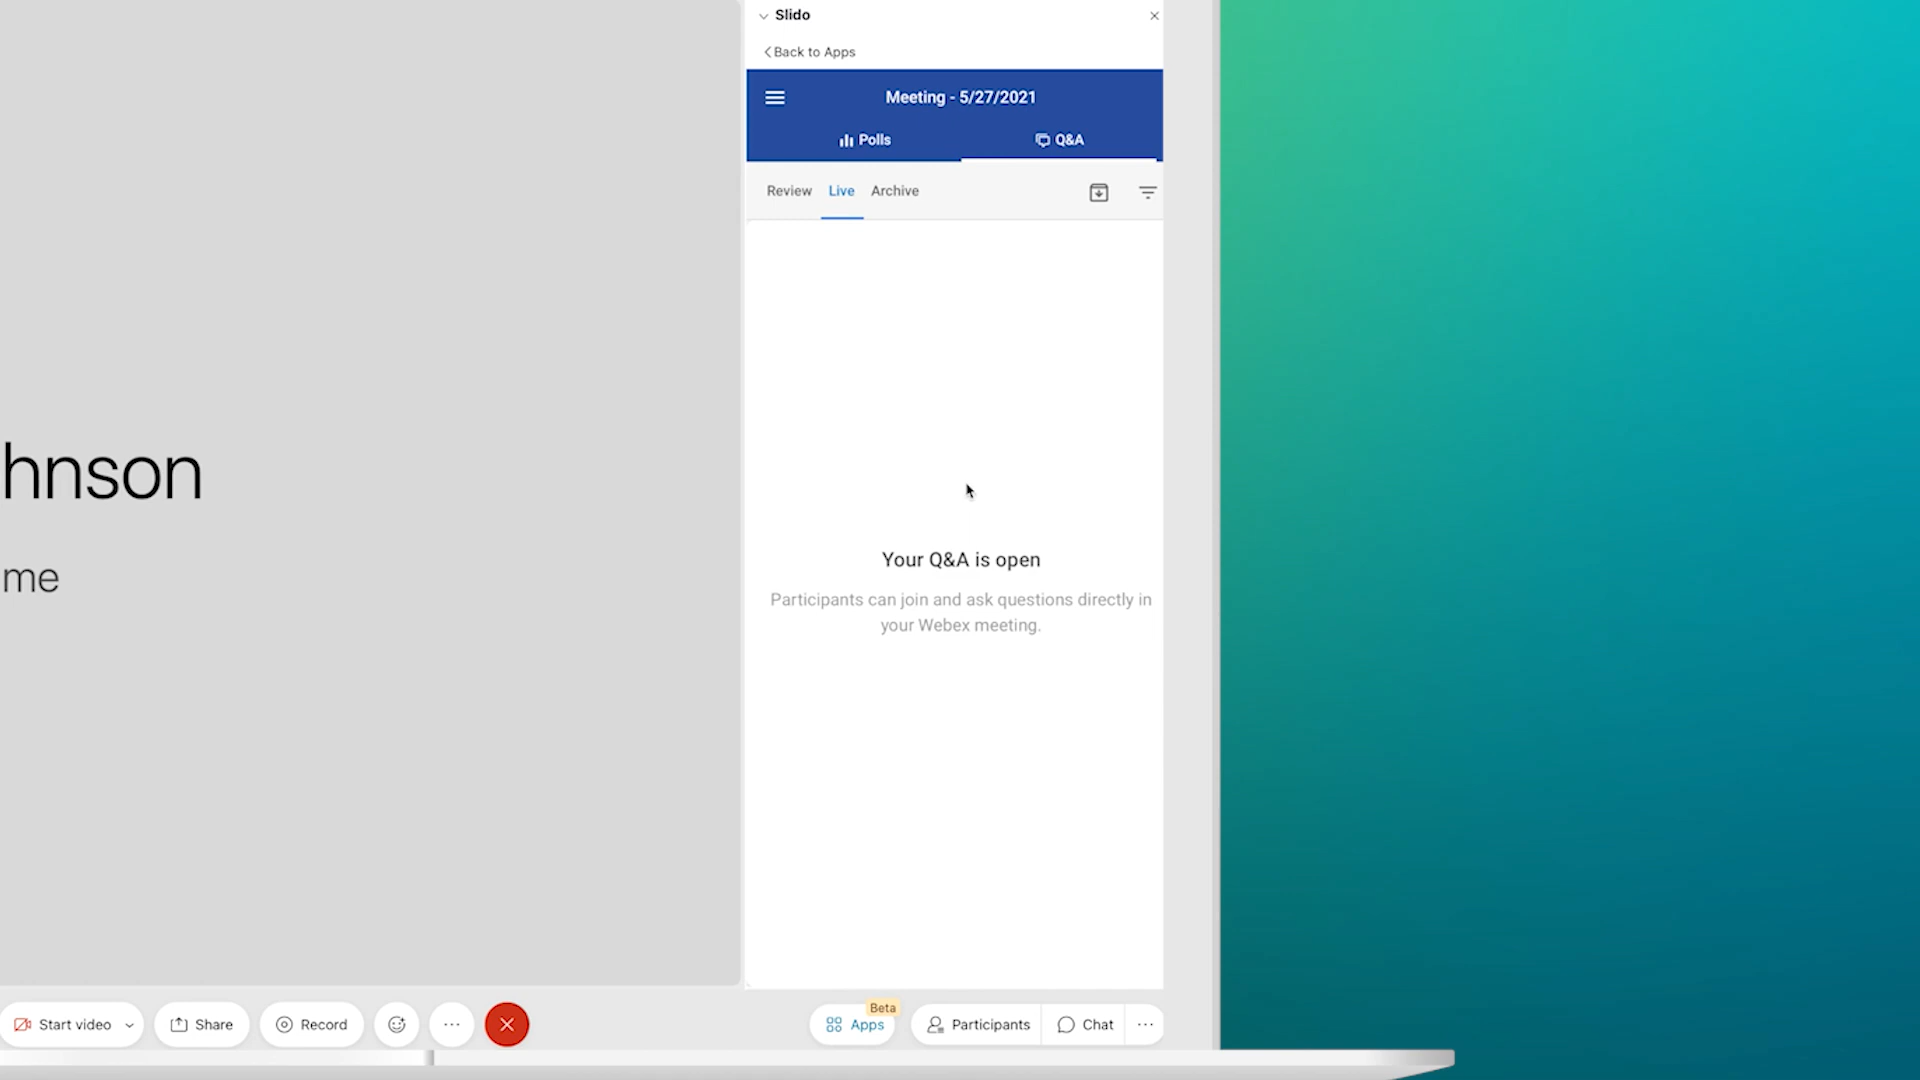 Slido
Back to Apps
Meeting - 5/27/2021
Polls
Q&A
Review
Live
Archive
hnson
me
Your Q&A is open
Participants can join and ask questions directly in
your Webex meeting.
Start video
Share
Record
Beta
Apps
Participants
Chat